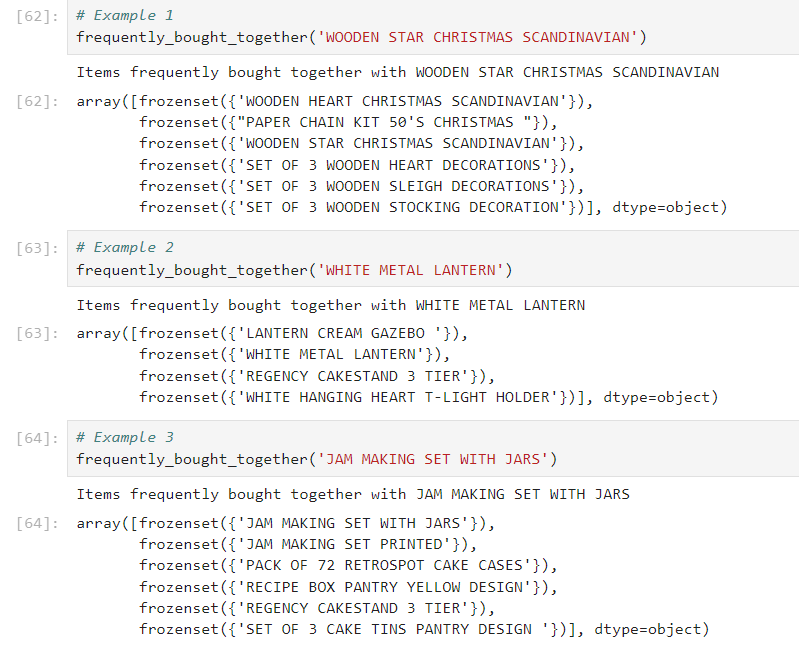 [62]: # Example 1
frequently_bought_together('WOODEN STAR CHRISTMAS SCANDINAVIAN')
Items frequently bought together with WOODEN STAR CHRISTMAS SCANDINAVIAN
[62]: array([frozenset({'WOODEN HEART CHRISTMAS SCANDINAVIAN'}),
frozenset({"PAPER CHAIN KIT 50'S CHRISTMAS "}),
frozenset({'WOODEN STAR CHRISTMAS SCANDINAVIAN'}),
frozenset({'SET OF 3 WOODEN HEART DECORATIONS'}),
frozenset({'SET OF 3 WOODEN SLEIGH DECORATIONS'}),
frozenset({'SET OF 3 WOODEN STOCKING DECORATION'})], dtype=object)
[63]: # Example 2
frequently_bought_together('WHITE METAL LANTERN')
Items frequently bought together with WHITE METAL LANTERN
[63]: array([frozenset({'LANTERN CREAM GAZEBO '}),
frozenset({'WHITE METAL LANTERN'}),
frozenset({'REGENCY CAKESTAND 3 TIER'}),
frozenset({'WHITE HANGING HEART T-LIGHT HOLDER'})], dtype=object)
[64]: # Example 3
frequently_bought_together('JAM MAKING SET WITH JARS')
Items frequently bought together with JAM MAKING SET WITH JARS
[64]: array([frozenset({'JAM MAKING SET WITH JARS'}),
frozenset({'JAM MAKING SET PRINTED'}),
frozenset({'PACK OF 72 RETROSPOT CAKE CASES'}),
frozenset({'RECIPE BOX PANTRY YELLOW DESIGN'}),
frozenset({'REGENCY CAKESTAND 3 TIER'}),
frozenset({'SET OF 3 CAKE TINS PANTRY DESIGN '})], dtype=object)